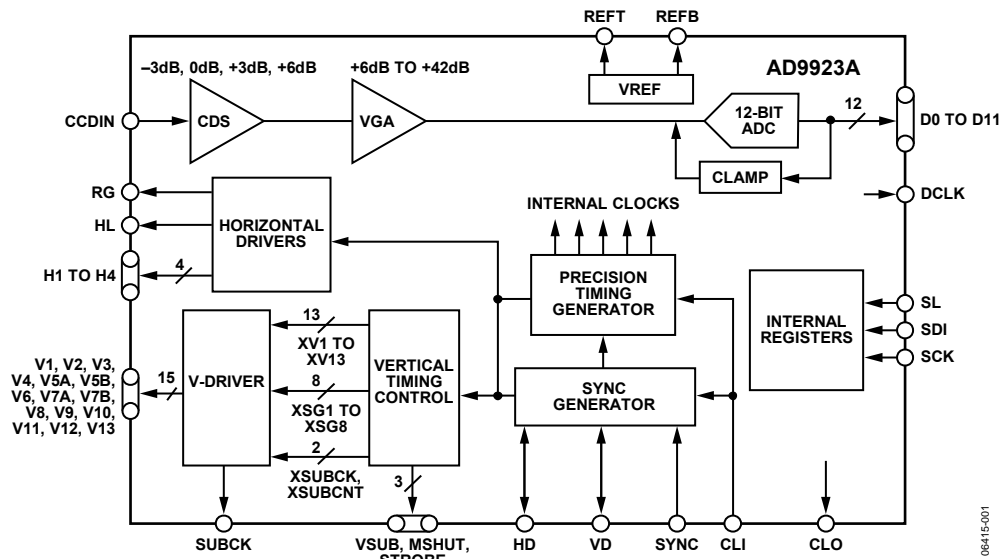 REFT REFB
–3dB, 0dB, +3dB, +6dB
+6dB TO +42dB
AD9923A
VREF
CCDIN
CDS
VGA
12-BIT
ADC
12
D0 TO D11
CLAMP
RG
HL
H1 TO H4
4
HORIZONTAL
DRIVERS
INTERNAL CLOCKS
DCLK
PRECISION
TIMING
GENERATOR
INTERNAL
REGISTERS
SL
SDI
SCK
V1, V2, V3,
V4, V5A, V5B,
V6, V7A, V7B,
V8, V9, V10,
V11, V12, V13
15
V-DRIVER
13
XV1 TO
XV13
8
XSG1 TO
XSG8
2
XSUBCK,
XSUBCNT
VERTICAL
TIMING
CONTROL
3
SYNC
GENERATOR
SUBCK
VSUB, MSHUT,
STROBE
HD
VD
SYNC
CLI
CLO
06415-001